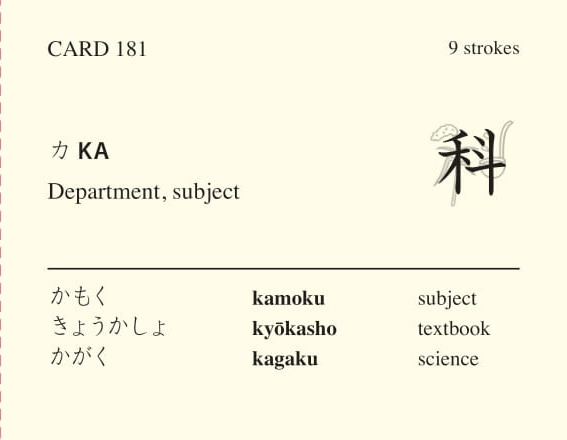 CARD 181 9 strokes
カ KA
科
Department, subject
かもく kamoku subject
きょうかしょ kyōkasho textbook
かがく kagaku science